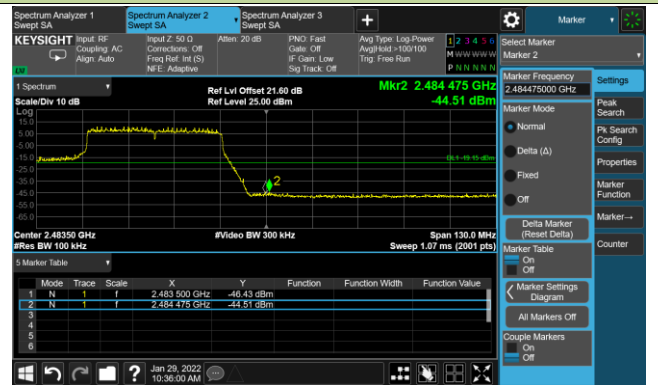 Spectrum Analyzer 1
Swept SA
Spectrum Analyzer 2
Swept SA
Spectrum Analyzer 3
Swept SA
+
Marker
KEYSIGHT
Input: RF
Coupling: AC
Align: Auto
Input Z: 50 Ω
Corrections: Off
Freq Ref: Int (S)
NFE: Adaptive
Atten: 20 dB
PNO: Fast
Gate: Off
IF Gain: Low
Sig Track: Off
Avg Type: Log-Power
Avg|Hold:>100/100
Trig: Free Run
1 2 3 4 5 6
M W W W W W
P N N N N N
LW
Select Marker
Marker 2
1 Spectrum
Scale/Div 10 dB
Log
Ref Lvl Offset 21.60 dB
Ref Level 25.00 dBm
Mkr2 2.484 475 GHz
-44.51 dBm
15.0
5.00
-5.00
-15.0
-25.0
-35.0
-45.0
-55.0
-65.0
DL1 -19.15 dBm
2
Center 2.48350 GHz
#Res BW 100 kHz
#Video BW 300 kHz
Span 130.0 MHz
Sweep 1.07 ms (2001 pts)
5 Marker Table
Mode Trace Scale X Y Function Function Width Function Value
1 N 1 f 2.483 500 GHz -46.43 dBm
2 N 1 f 2.484 475 GHz -44.51 dBm
3
4
5
6
Marker Frequency
2.484475000 GHz
Marker Mode
Normal
Delta (Δ)
Fixed
Off
Delta Marker
(Reset Delta)
Marker Table
On
Off
Marker Settings
Diagram
All Markers Off
Couple Markers
On
Off
Settings
Peak
Search
Pk Search
Config
Properties
Marker
Function
Marker→
Counter
?
Jan 29, 2022
10:36:00 AM